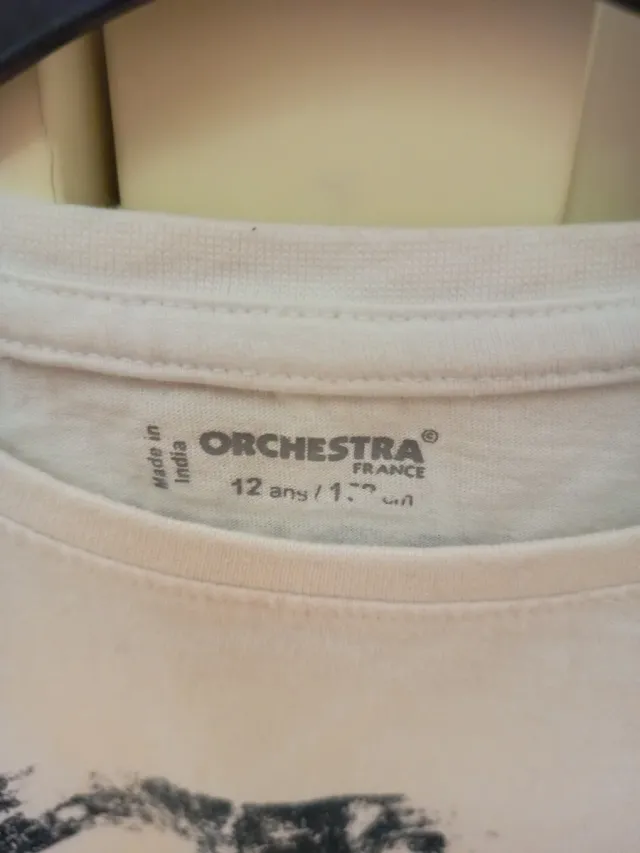 Made in
India
ORCHESTRA©
FRANCE
12 ans /